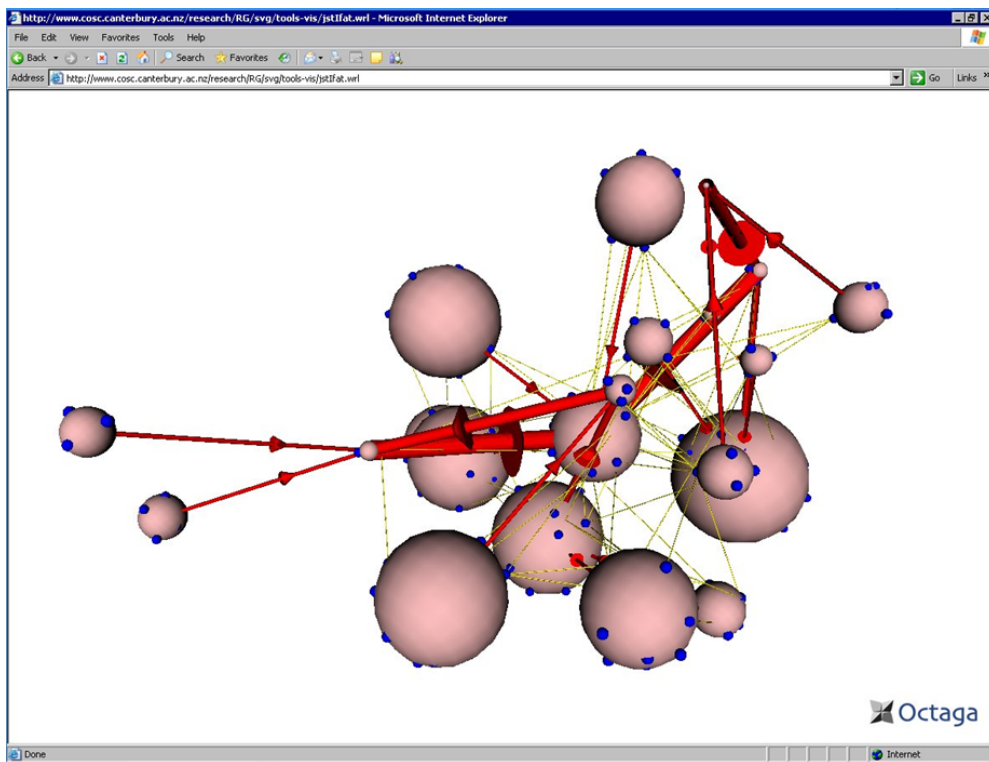 http://www.cosc.canterbury.ac.nz/research/RG/svg/tools-vis/jstIfat.wrl - Microsoft Internet Explorer
File Edit View Favorites Tools Help
Back Search Favorites
Address http://www.cosc.canterbury.ac.nz/research/RG/svg/tools-vis/jstIfat.wrl Go Links »
Octaga
Done Internet